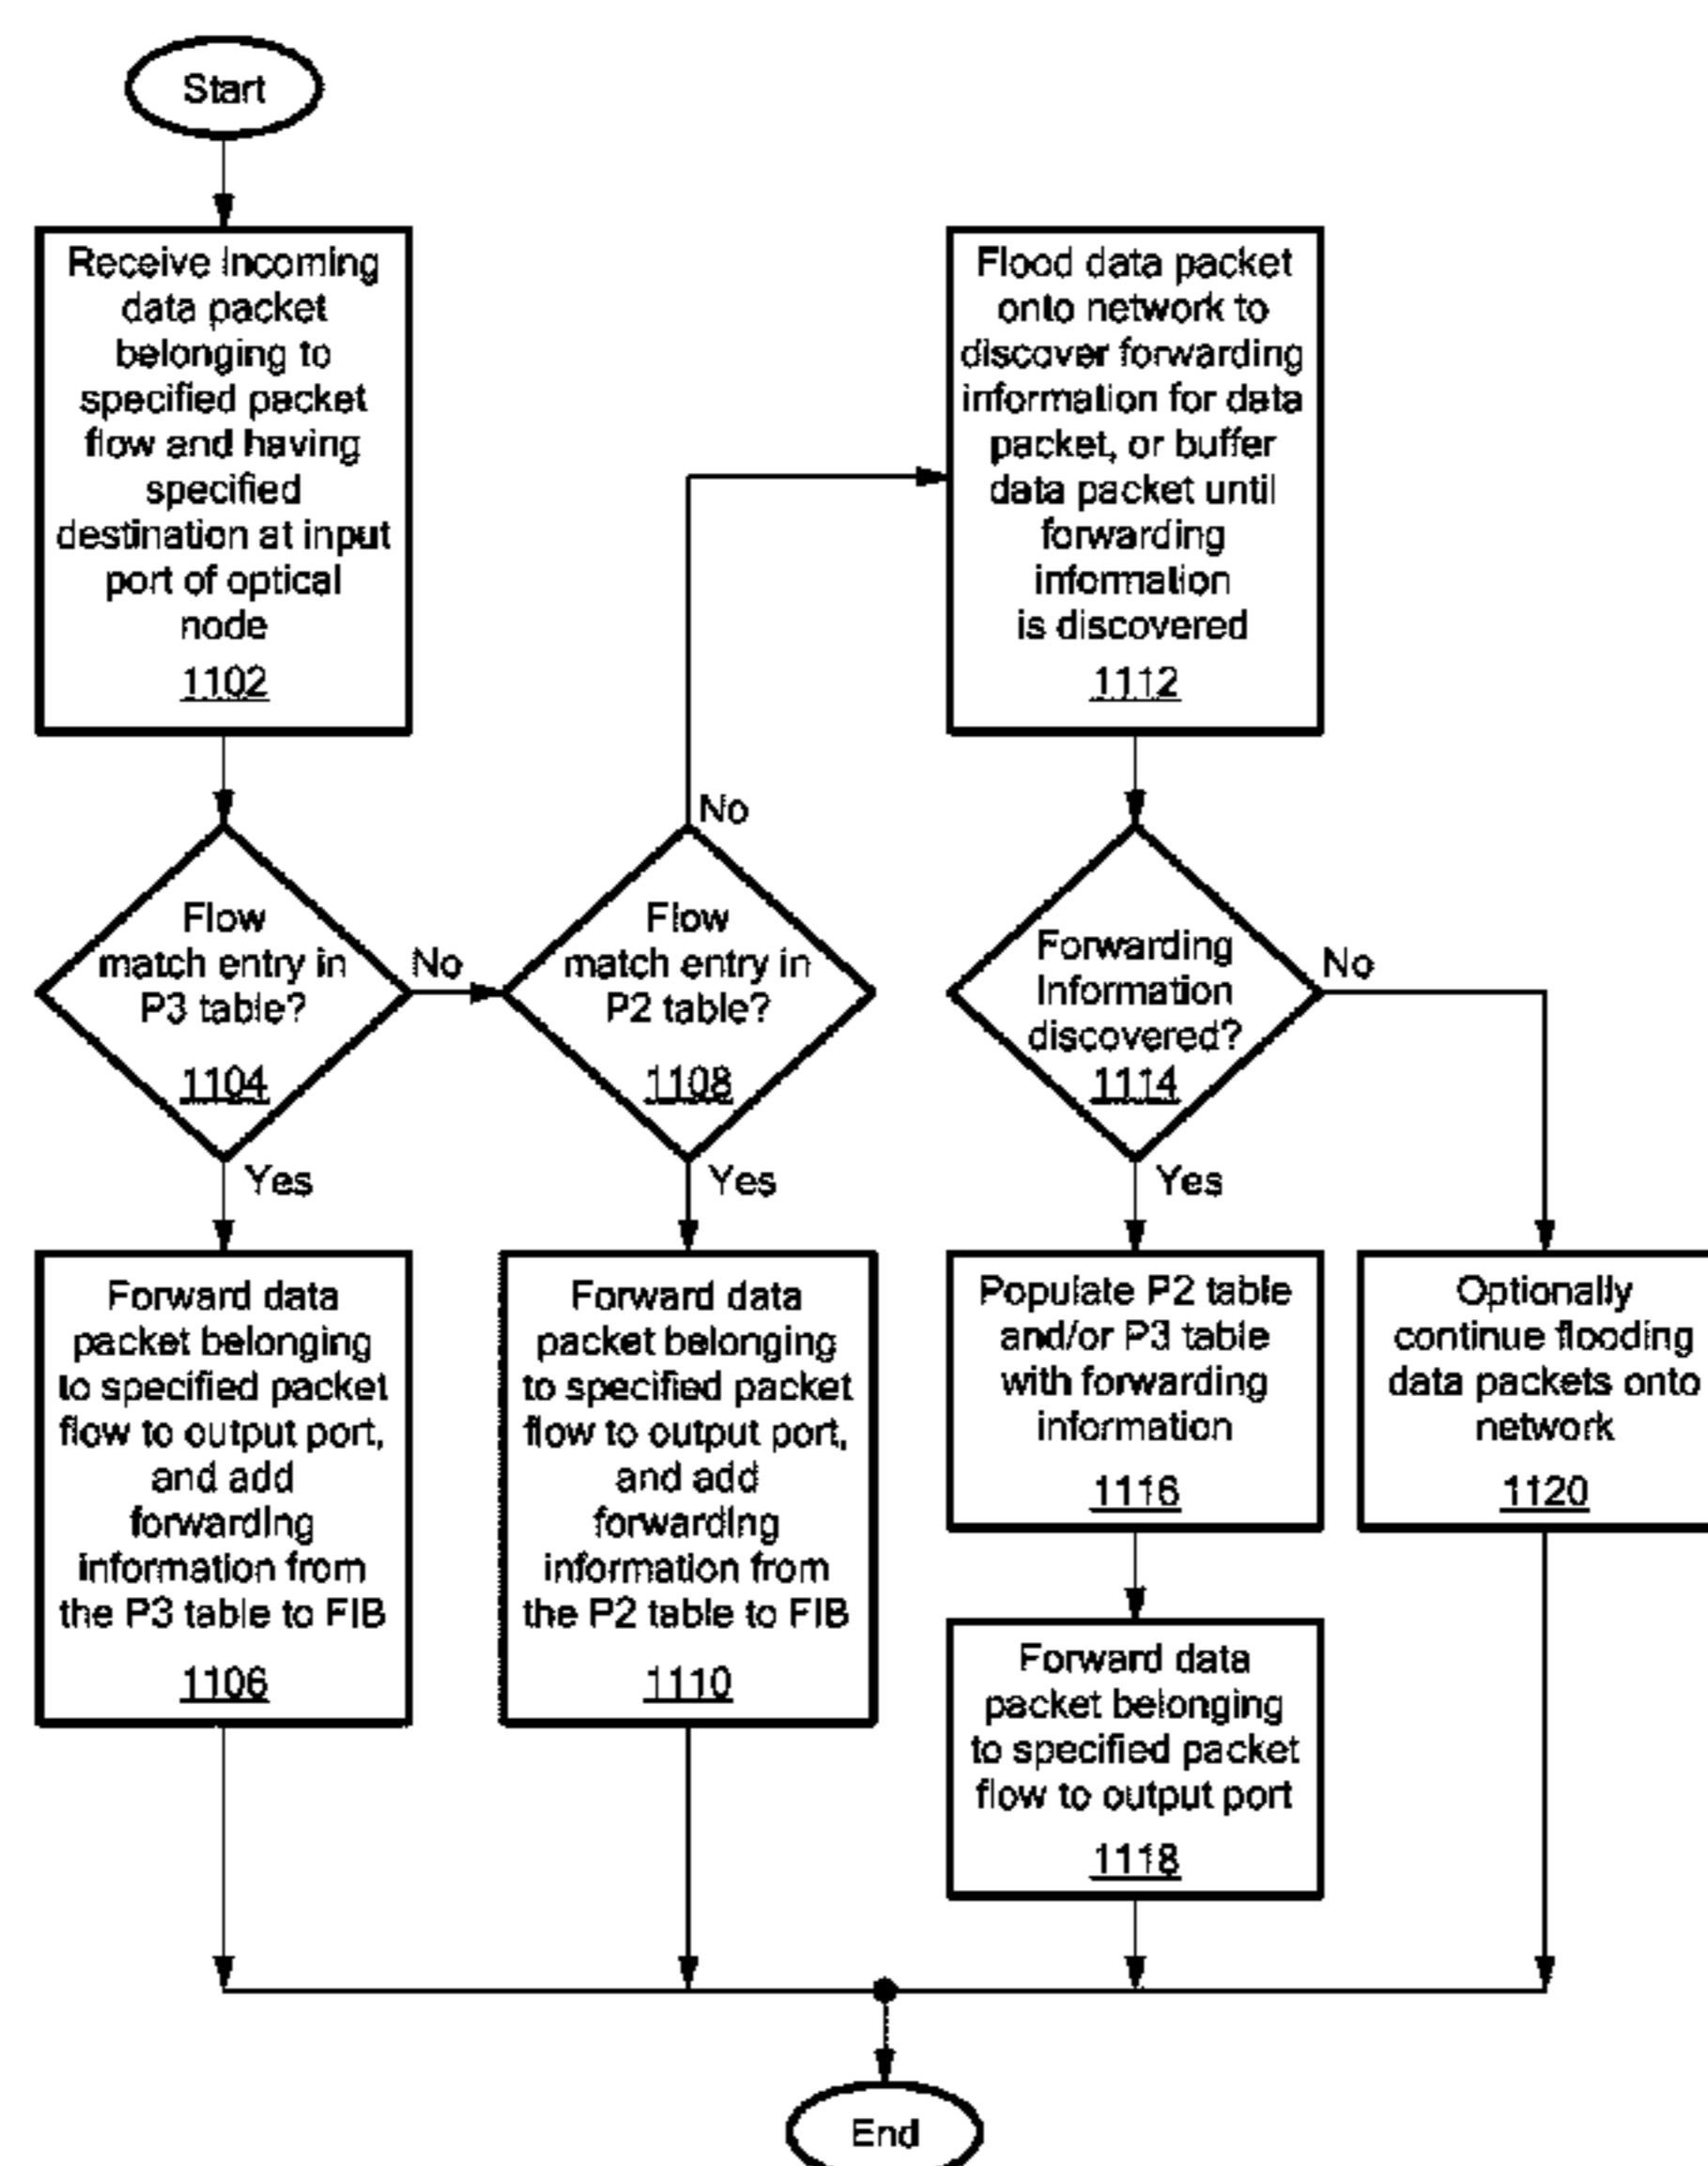 Start
Receive Incoming
data packet
belonging to
specified packet
flow and having
specified
destination at input
port of optical
node
1102
Flow
match entry in
P3 table?
1104
No
Yes
Forward data
packet belonging
to specified packet
flow to output port,
and add
forwarding
information from
the P3 table to FIB
1106
Flow
match entry in
P2 table?
1108
No
Yes
Forward data
packet belonging
to specified packet
flow to output port,
and add
forwarding
information from
the P2 table to FIB
1110
Flood data packet
onto network to
discover forwarding
information for data
packet, or buffer
data packet until
forwarding
information
is discovered
1112
Forwarding
Information
discovered?
1114
No
Yes
Populate P2 table
and/or P3 table
with forwarding
information
1116
Forward data
packet belonging
to specified packet
flow to output port
1118
Optionally
continue flooding
data packets onto
network
1120
End